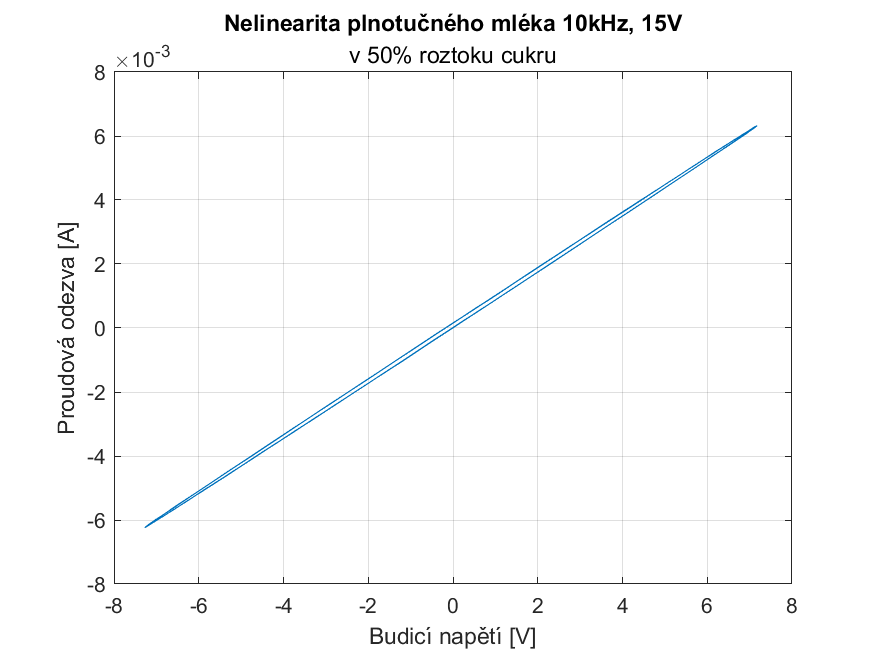 Nelinearita plnotučného mléka 10kHz, 15V
v 50% roztoku cukru
×10-3
8
6
4
2
0
-2
-4
-6
-8
Proudová odezva [A]
-8 -6 -4 -2 0 2 4 6 8
Budicí napětí [V]